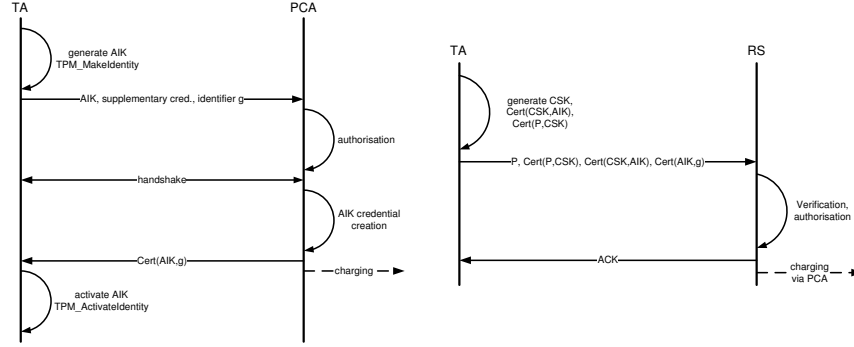 TA
PCA
generate AIK
TPM_MakeIdentity
AIK, supplementary cred., identifier g
authorisation
handshake
AIK credential
creation
Cert(AIK,g)
charging
activate AIK
TPM_ActivateIdentity
TA
RS
generate CSK,
Cert(CSK,AIK),
Cert(P,CSK)
P, Cert(P,CSK), Cert(CSK,AIK), Cert(AIK,g)
Verification,
authorisation
ACK
charging
via PCA